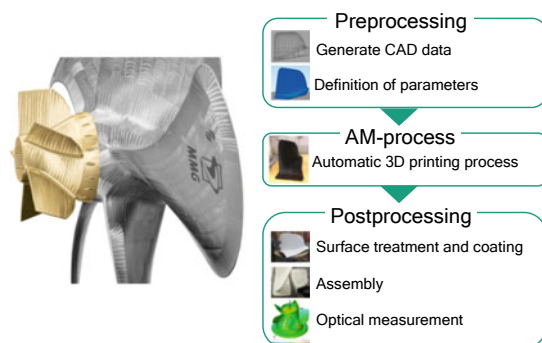 MMG
Preprocessing
Generate CAD data
Definition of parameters
AM-process
Automatic 3D printing process
Postprocessing
Surface treatment and coating
Assembly
Optical measurement